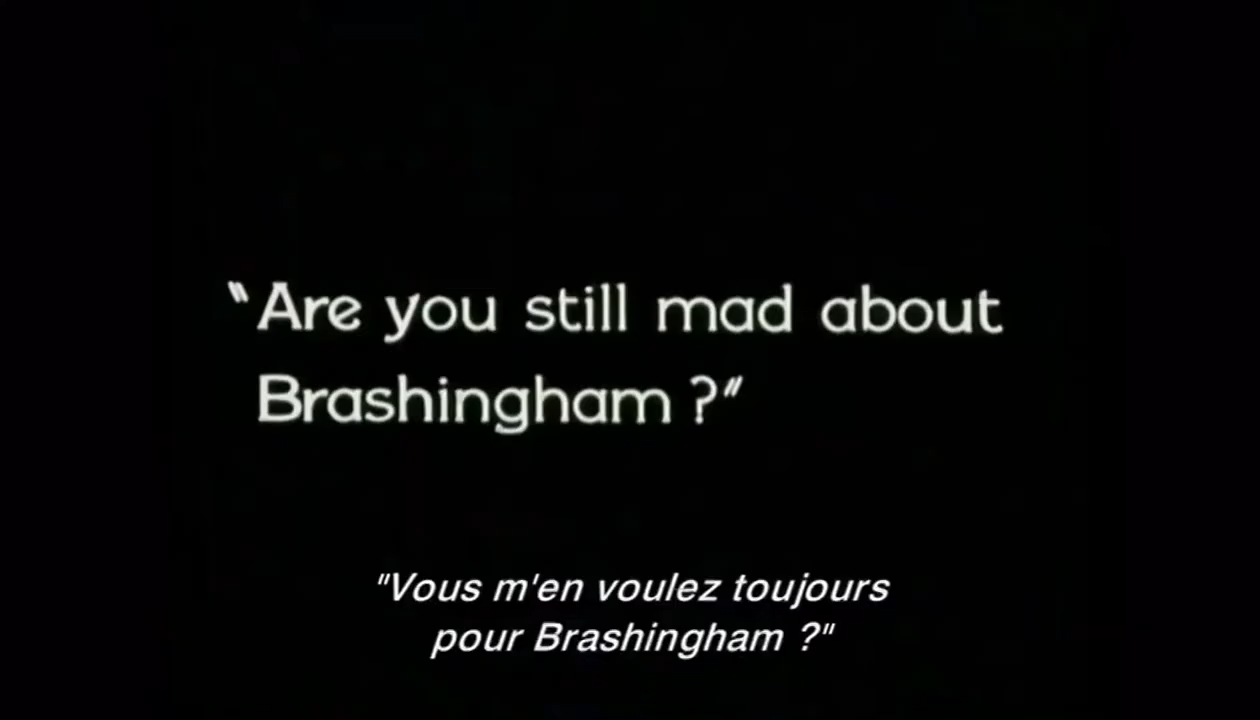 "Are you still mad about
Brashingham ?"
"Vous m'en voulez toujours
pour Brashingham ?"